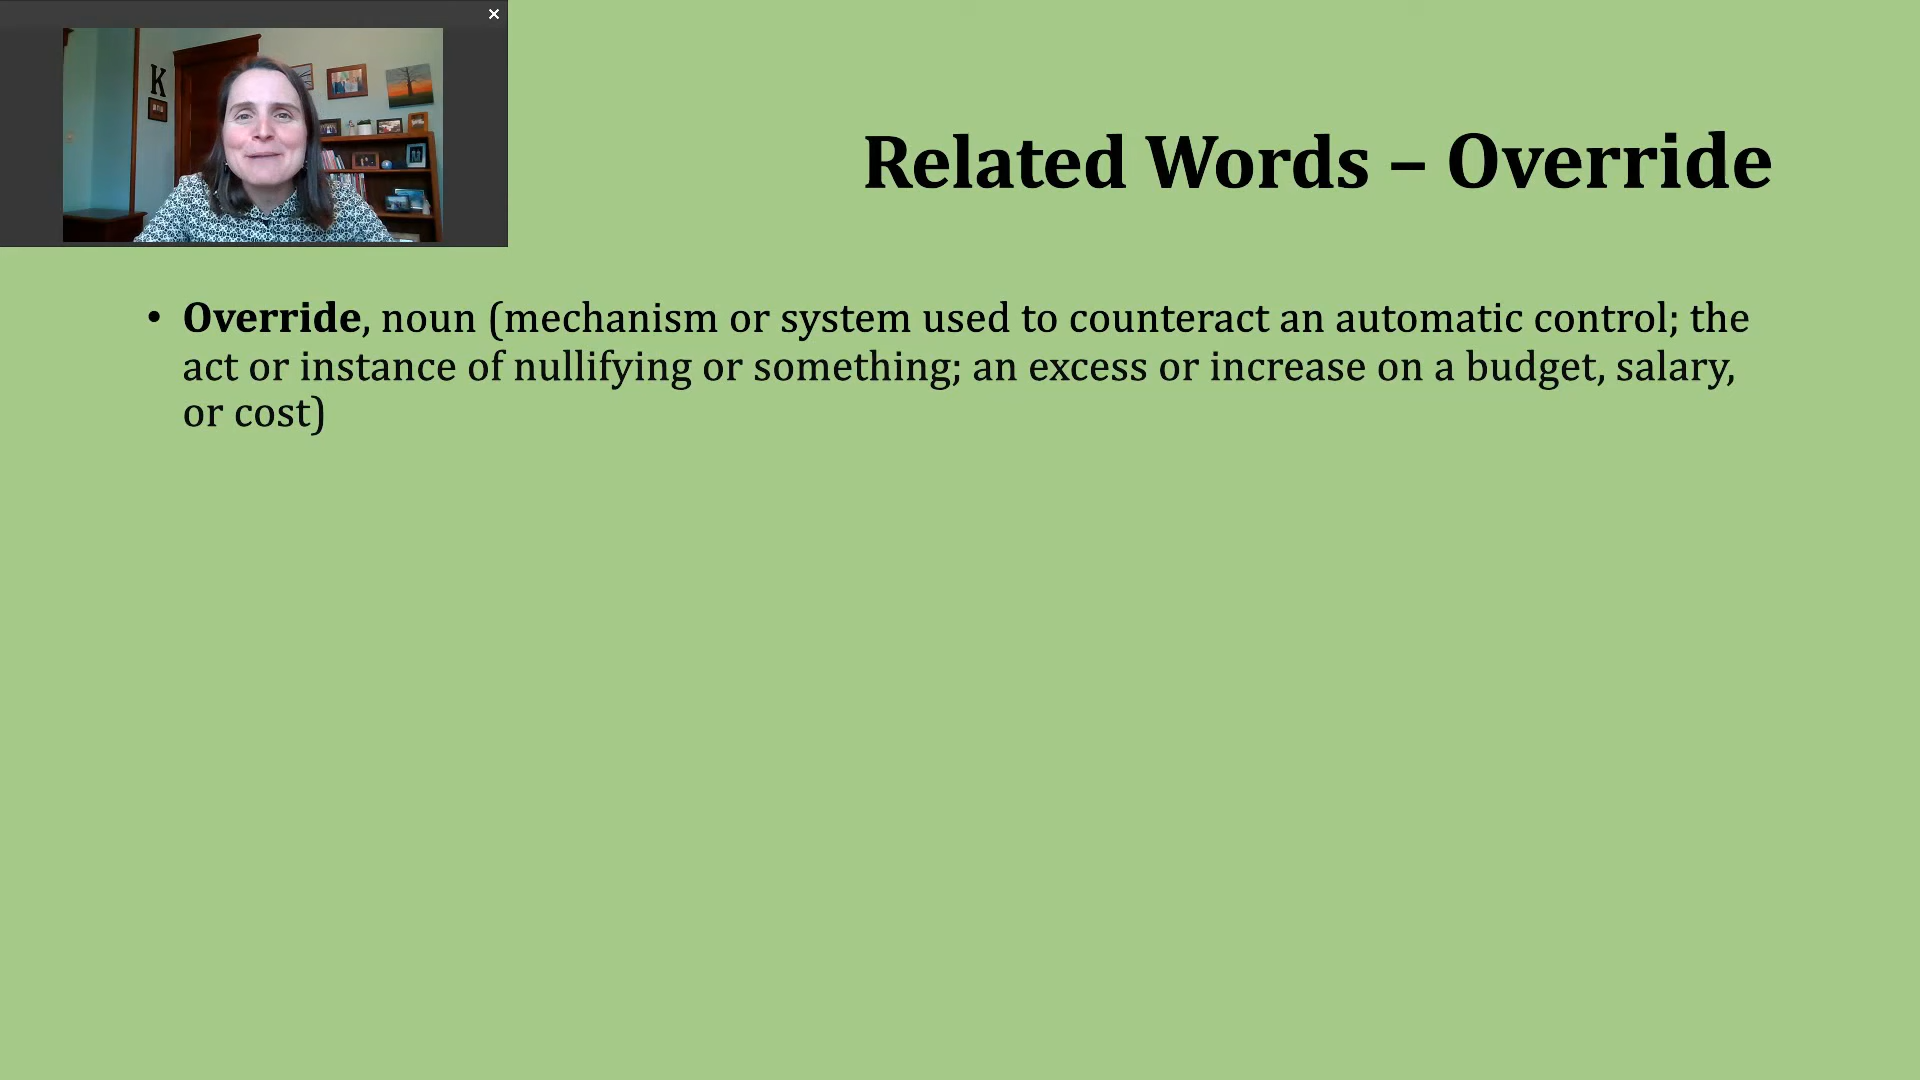 K
Related Words – Override
• Override, noun (mechanism or system used to counteract an automatic control; the
act or instance of nullifying or something; an excess or increase on a budget, salary,
or cost)